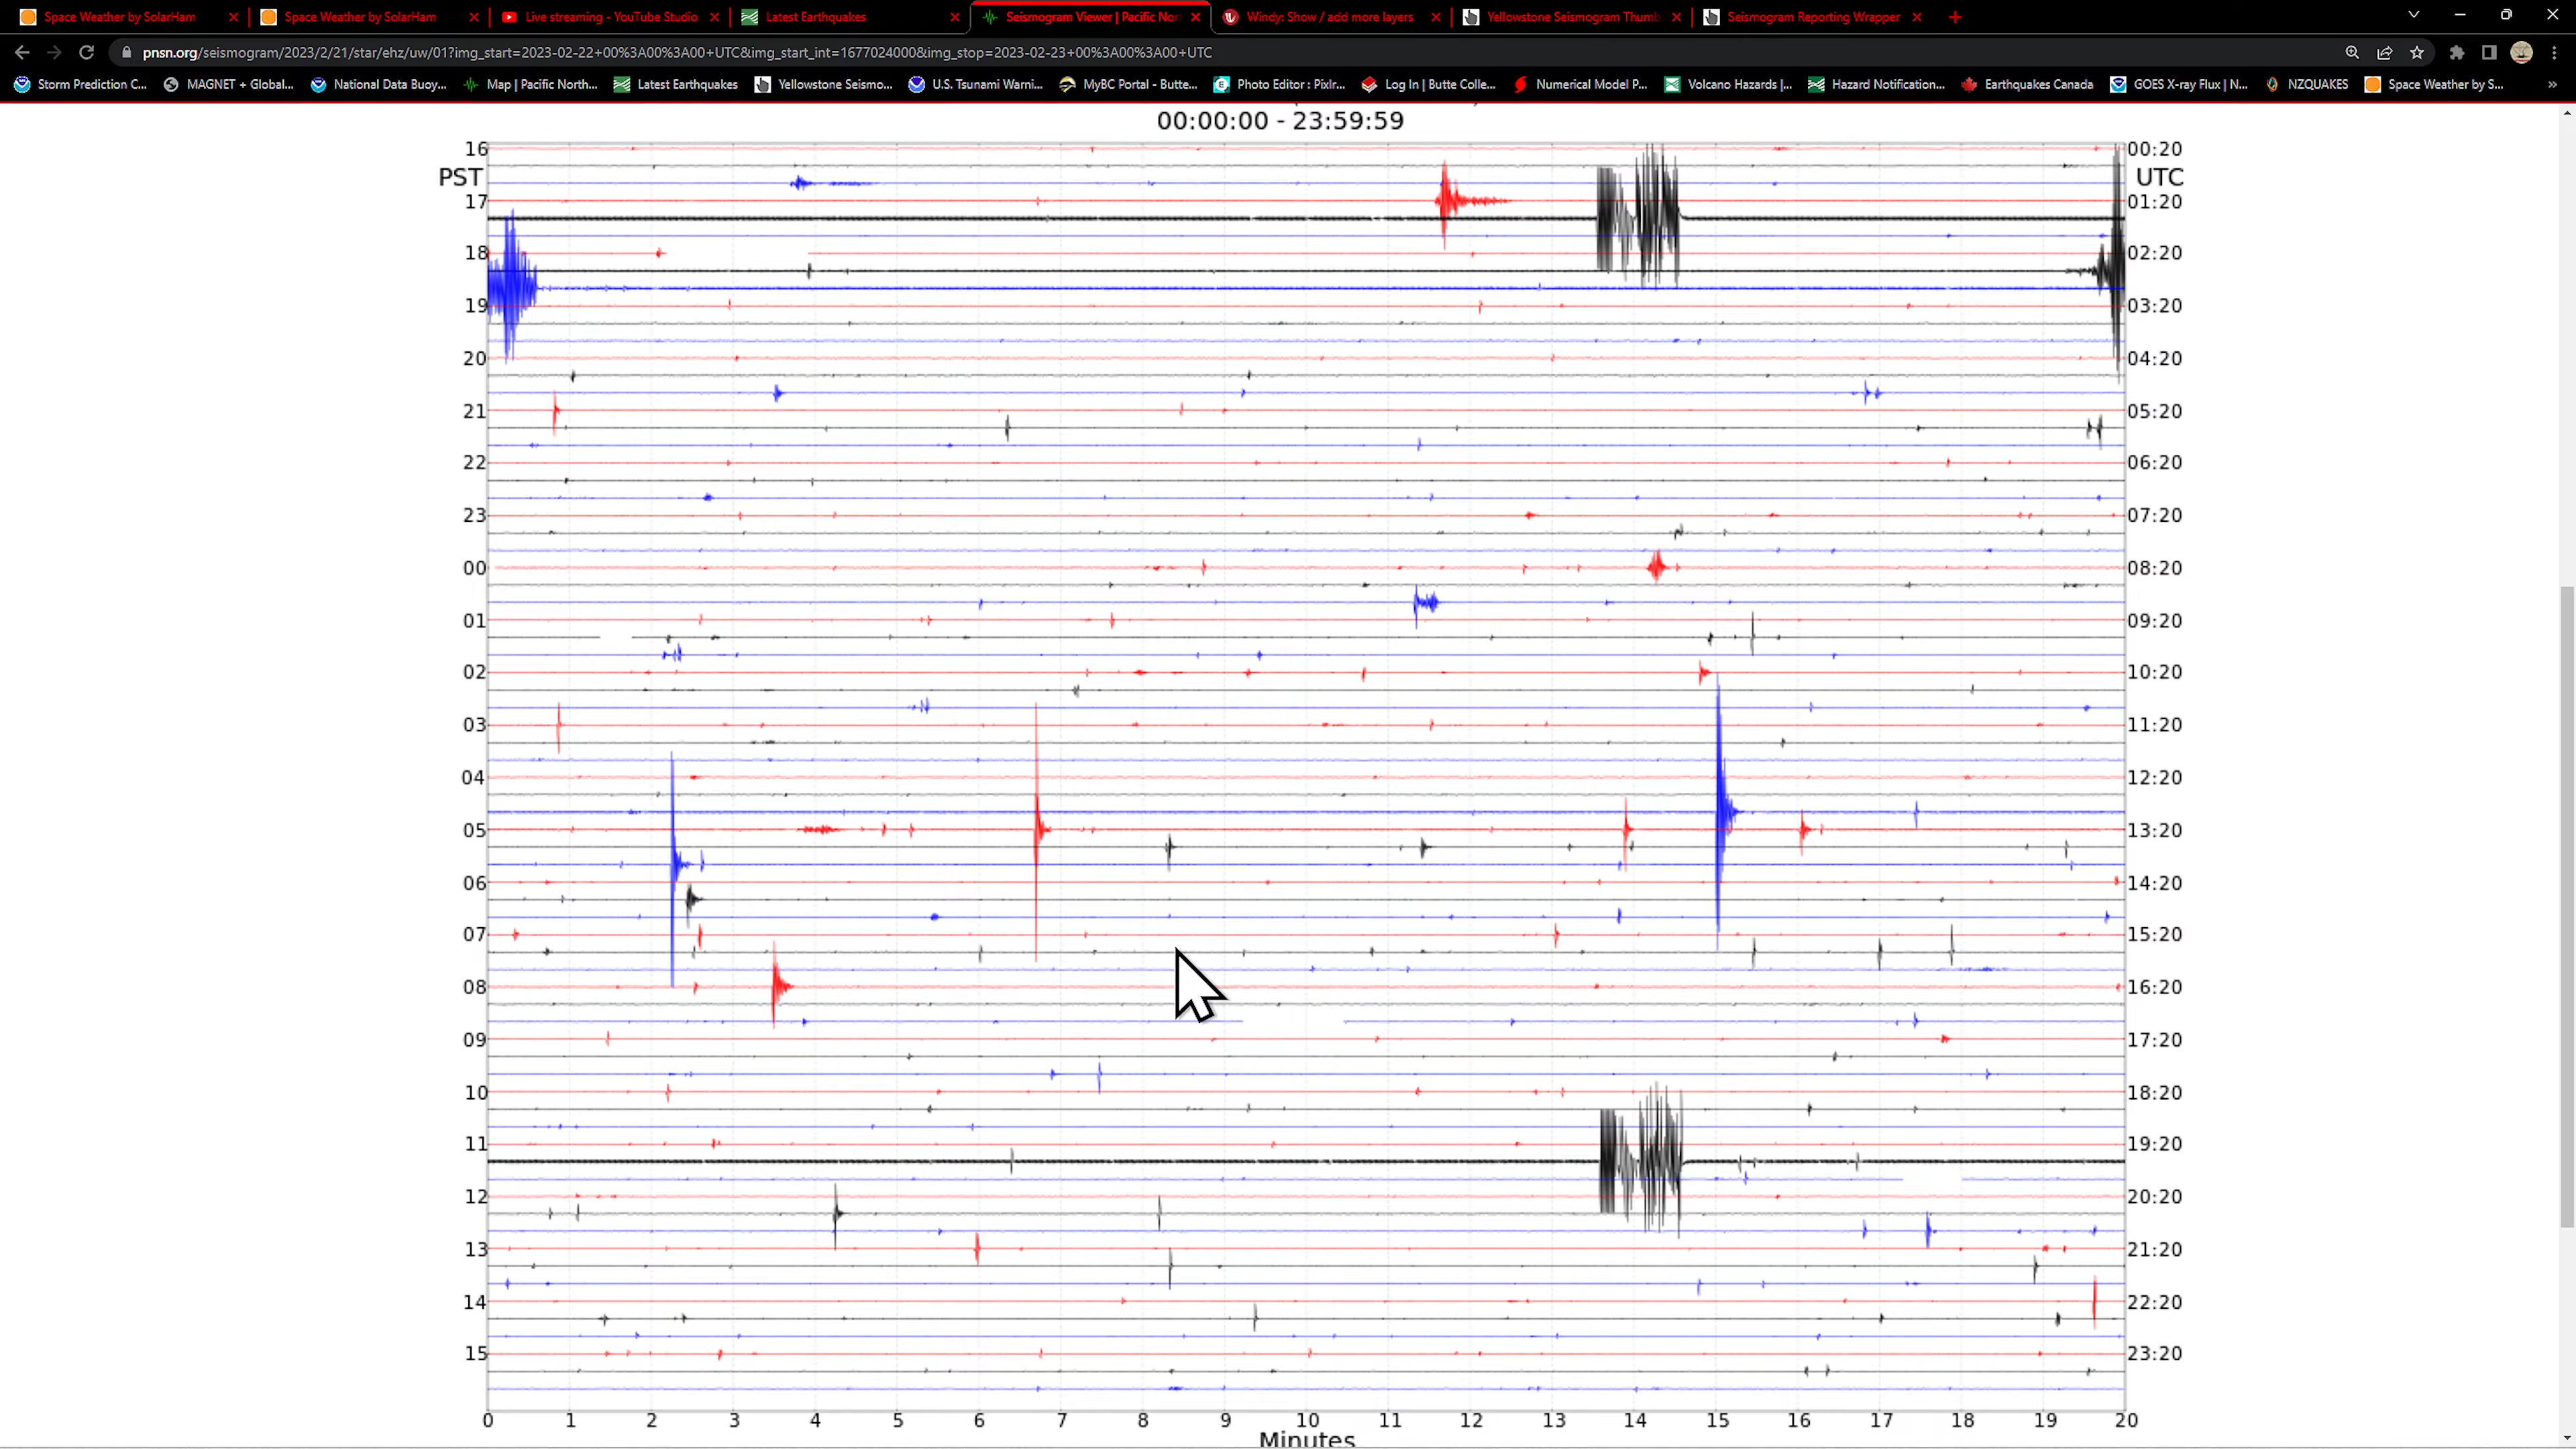 Space Weather by SolarHam
Space Weather by SolarHam
Live streaming - YouTube Studio
Latest Earthquakes
Seismogram Viewer | Pacific Nor
Windy: Show / add more layers
Yellowstone Seismogram Thumb
Seismogram Reporting Wrapper
pnsn.org/seismogram/2023/2/21/star/ehz/uw/01?img_start=2023-02-22+00%3A00%3A00+UTC&img_start_int=1677024000&img_stop=2023-02-23+00%3A00%3A00+UTC
Storm Prediction C...
MAGNET + Global...
National Data Buoy...
Map | Pacific North...
Latest Earthquakes
Yellowstone Seismo...
U.S. Tsunami Warni...
MyBC Portal - Butte...
Photo Editor : Pixlr...
Log In | Butte Colle...
Numerical Model P...
Volcano Hazards |...
Hazard Notification...
Earthquakes Canada
GOES X-ray Flux | N...
NZQUAKES
Space Weather by S...
00:00:00 - 23:59:59
16 00:20
PST UTC
17 01:20
18 02:20
19 03:20
20 04:20
21 05:20
22 06:20
23 07:20
00 08:20
01 09:20
02 10:20
03 11:20
04 12:20
05 13:20
06 14:20
07 15:20
08 16:20
09 17:20
10 18:20
11 19:20
12 20:20
13 21:20
14 22:20
15 23:20
0 1 2 3 4 5 6 7 8 9 10 11 12 13 14 15 16 17 18 19 20
Minutes